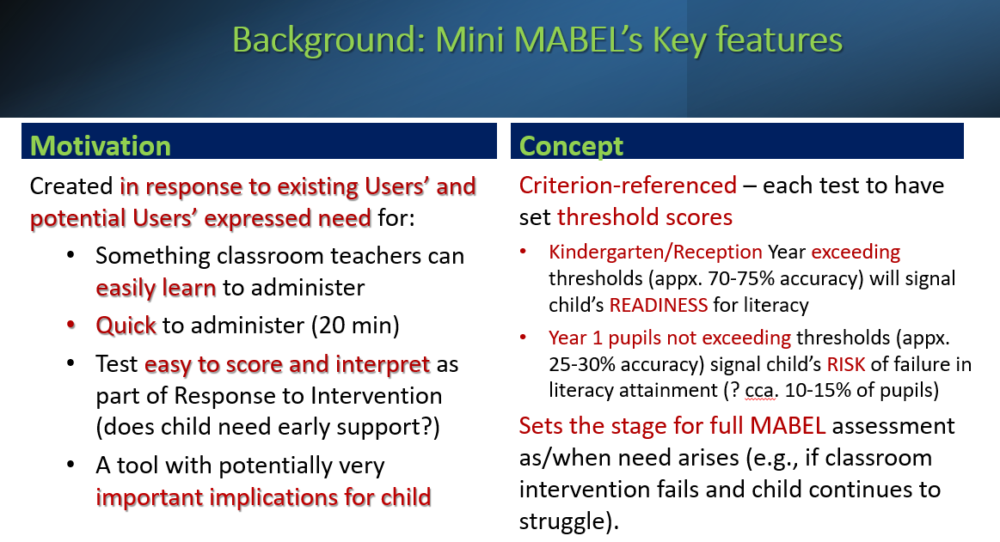 Background: Mini MABEL’s Key features
Motivation
Created in response to existing Users’ and
potential Users’ expressed need for:
• Something classroom teachers can
easily learn to administer
• Quick to administer (20 min)
• Test easy to score and interpret as
part of Response to Intervention
(does child need early support?)
• A tool with potentially very
important implications for child
Concept
Criterion-referenced – each test to have
set threshold scores
• Kindergarten/Reception Year exceeding
thresholds (appx. 70-75% accuracy) will signal
child’s READINESS for literacy
• Year 1 pupils not exceeding thresholds (appx.
25-30% accuracy) signal child’s RISK of failure in
literacy attainment (? cca. 10-15% of pupils)
Sets the stage for full MABEL assessment
as/when need arises (e.g., if classroom
intervention fails and child continues to
struggle).